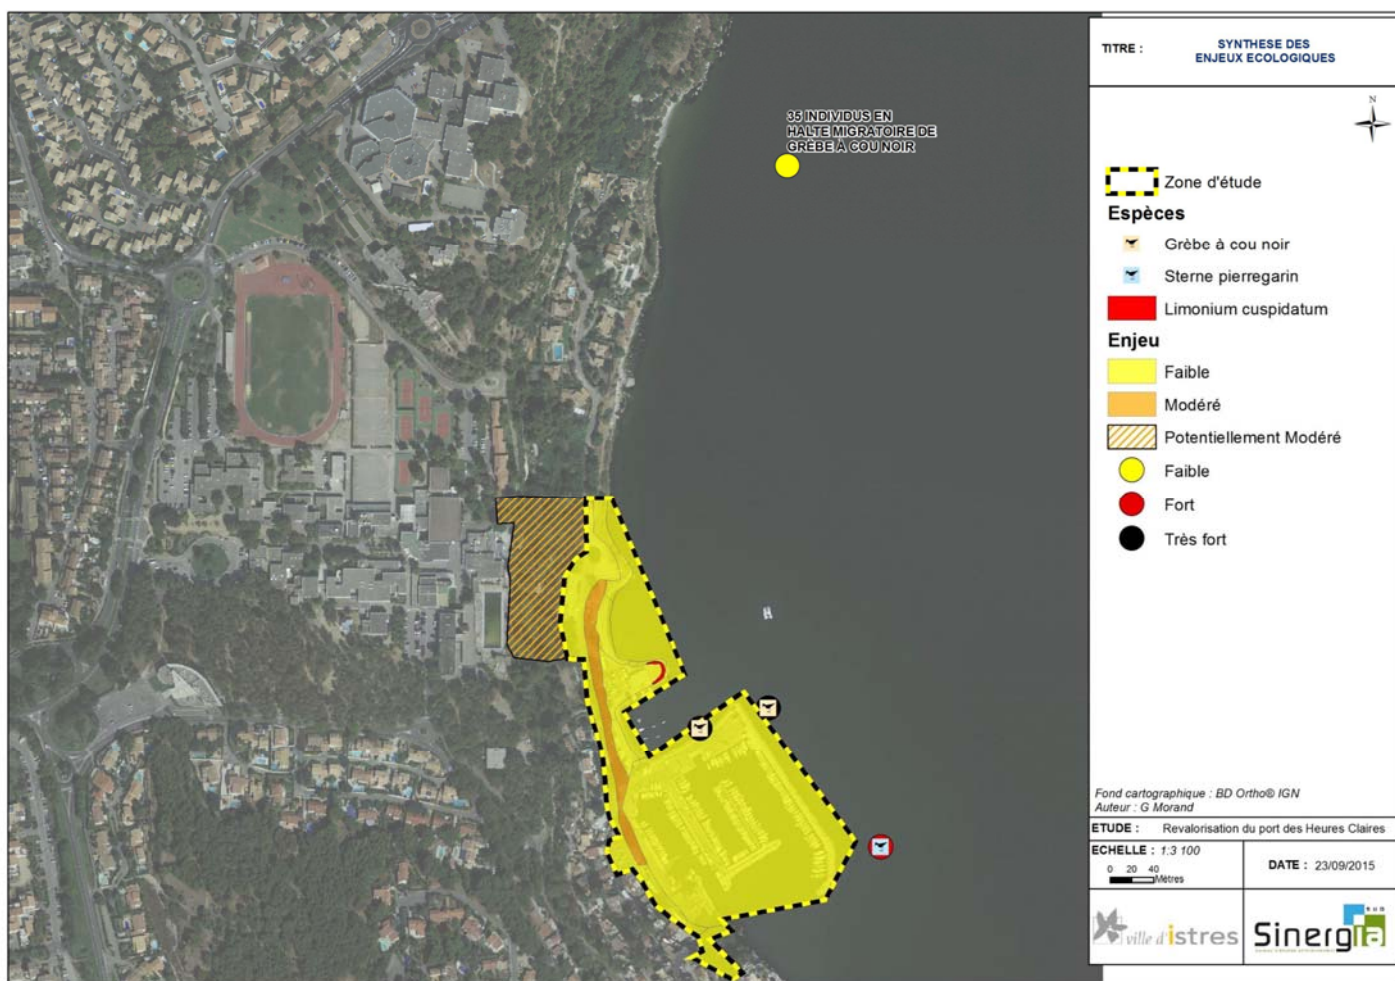 35 INDIVIDUS EN
HALTE MIGRATOIRE DE
GRÈBE À COU NOIR
TITRE :
SYNTHESE DES
ENJEUX ECOLOGIQUES
N
Zone d'étude
Espèces
Grèbe à cou noir
Sterne pierregarin
Limonium cuspidatum
Enjeu
Faible
Modéré
Potentiellement Modéré
Faible
Fort
Très fort
Fond cartographique : BD Ortho® IGN
Auteur : G Morand
ETUDE : Revalorisation du port des Heures Claires
ECHELLE : 1:3 100
0 20 40
Mètres
DATE : 23/09/2015
ville d'istres
Sinergia
SUD